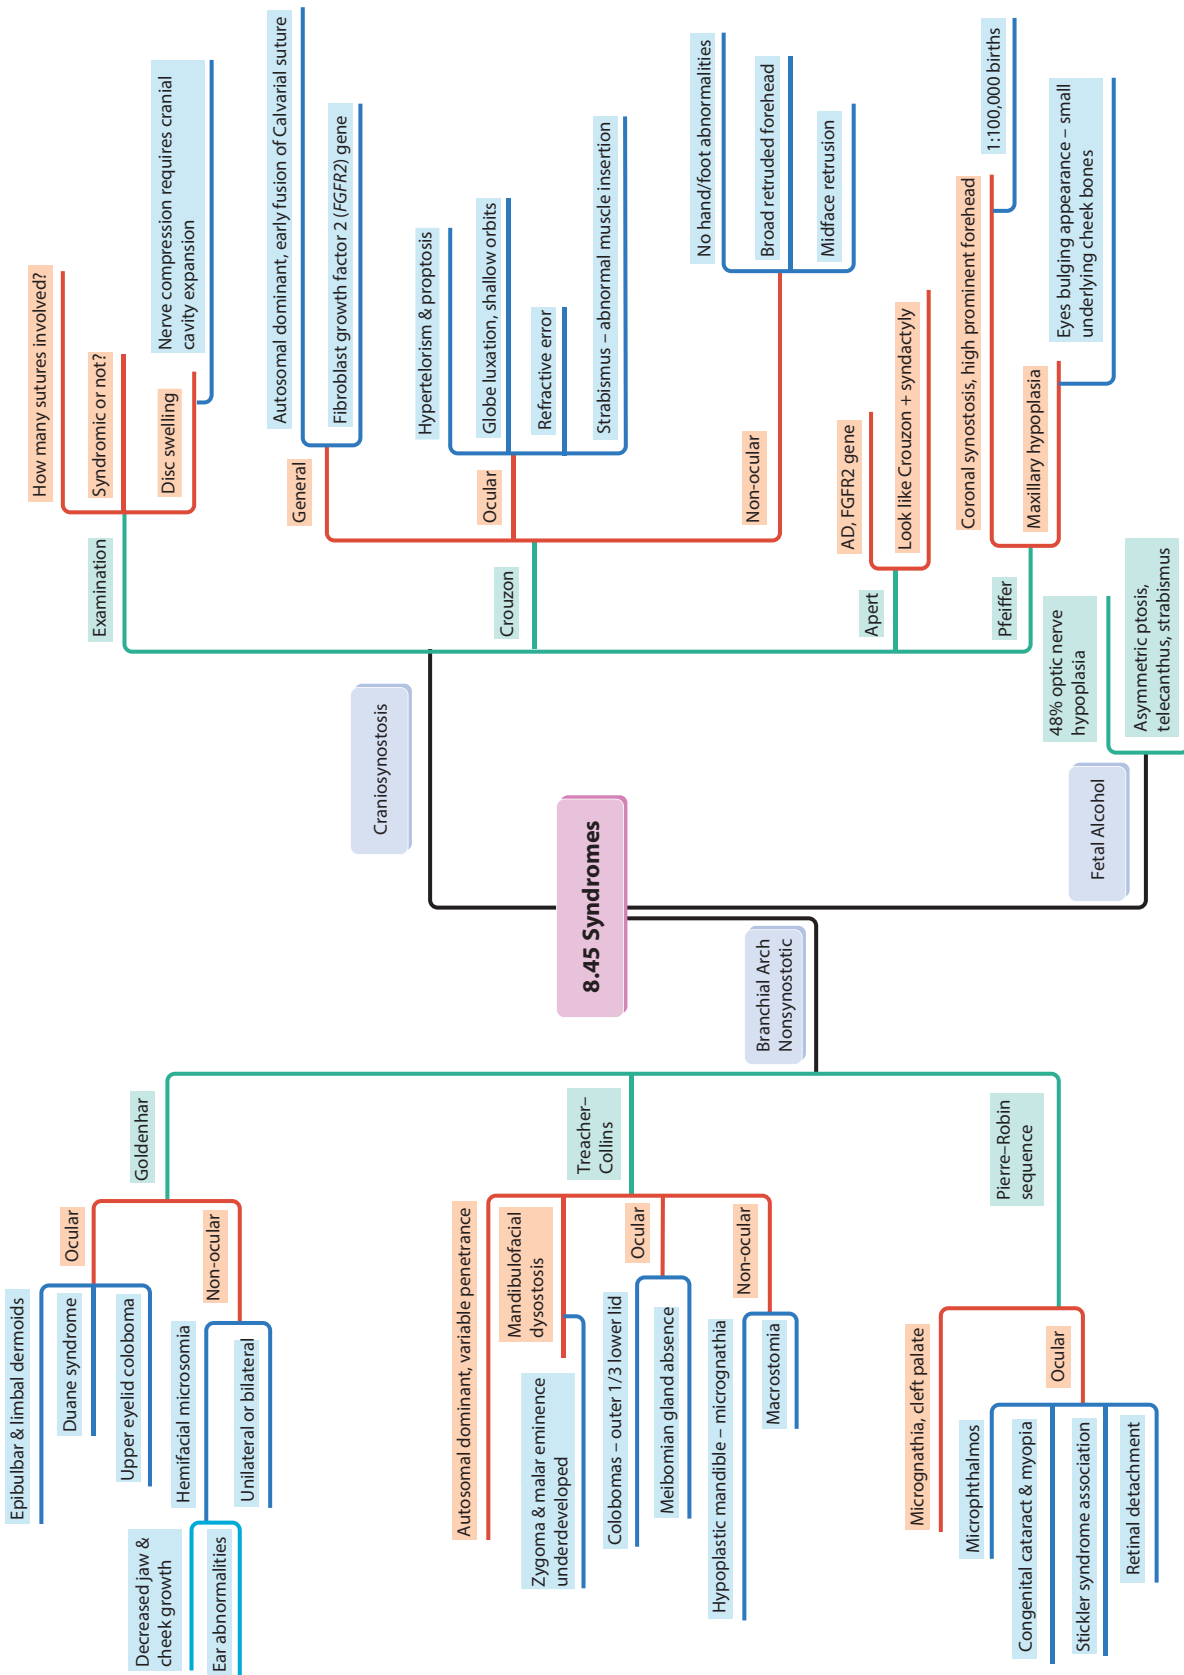 8.45 Syndromes
Craniosynostosis
Examination
How many sutures involved?
Syndromic or not?
Disc swelling
Nerve compression requires cranial
cavity expansion
Crouzon
General
Autosomal dominant, early fusion of Calvarial suture
Fibroblast growth factor 2 (FGFR2) gene
Ocular
Hypertelorism & proptosis
Globe luxation, shallow orbits
Refractive error
Strabismus – abnormal muscle insertion
Non-ocular
No hand/foot abnormalities
Broad retruded forehead
Midface retrusion
Apert
AD, FGFR2 gene
Look like Crouzon + syndactyly
Pfeiffer
Coronal synostosis, high prominent forehead
1:100,000 births
Maxillary hypoplasia
Eyes bulging appearance – small
underlying cheek bones
Fetal Alcohol
48% optic nerve
hypoplasia
Asymmetric ptosis,
telecanthus, strabismus
Branchial Arch
Nonsynostotic
Goldenhar
Ocular
Epibulbar & limbal dermoids
Duane syndrome
Upper eyelid coloboma
Non-ocular
Hemifacial microsomia
Decreased jaw &
cheek growth
Ear abnormalities
Unilateral or bilateral
Treacher–
Collins
Autosomal dominant, variable penetrance
Mandibulofacial
dysostosis
Zygoma & malar eminence
underdeveloped
Ocular
Colobomas – outer 1/3 lower lid
Meibomian gland absence
Non-ocular
Hypoplastic mandible – micrognathia
Macrostomia
Pierre–Robin
sequence
Micrognathia, cleft palate
Ocular
Microphthalmos
Congenital cataract & myopia
Stickler syndrome association
Retinal detachment